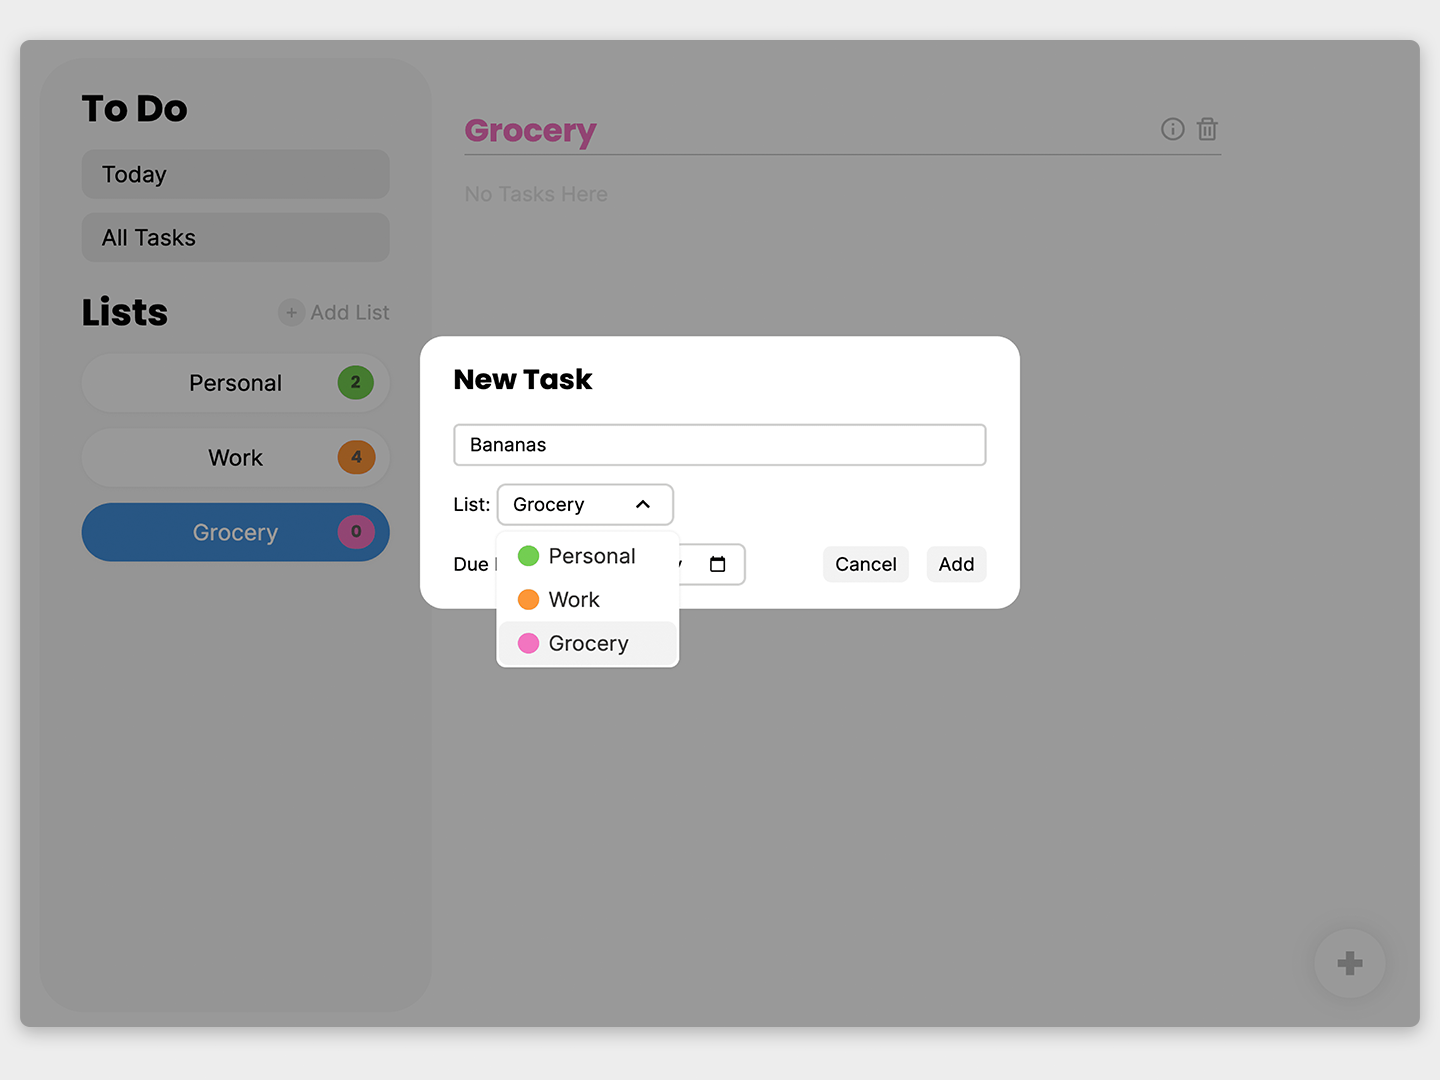 To Do
Today
All Tasks
Lists
+ Add List
Personal 2
Work 4
Grocery 0
Grocery
No Tasks Here
New Task
Bananas
List: Grocery
Due
Personal
Work
Grocery
Cancel
Add